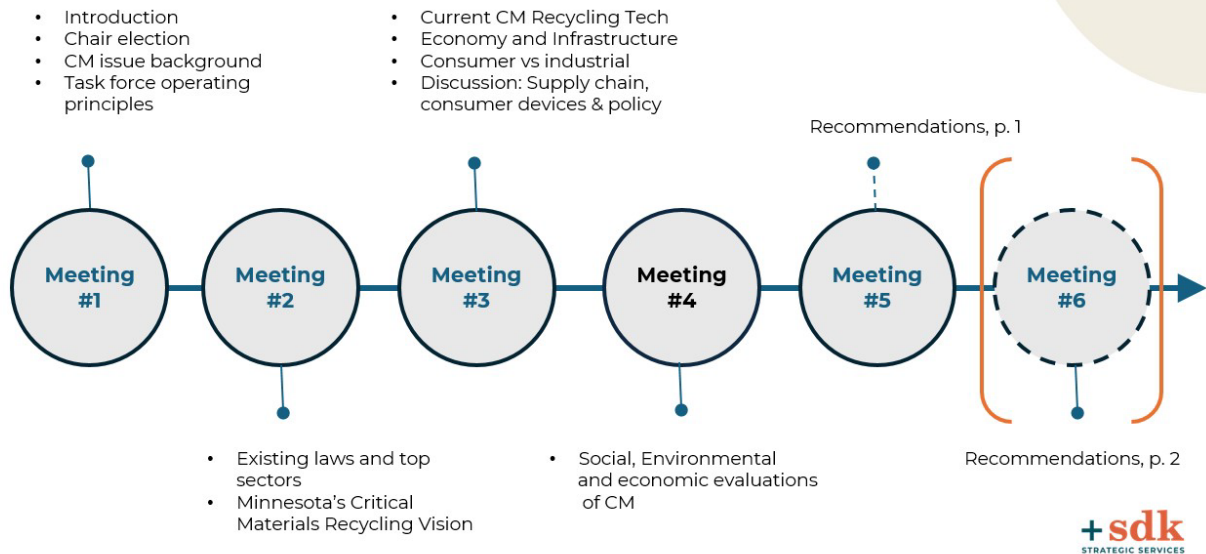 • Introduction
• Chair election
• CM issue background
• Task force operating
principles
• Current CM Recycling Tech
• Economy and Infrastructure
• Consumer vs industrial
• Discussion: Supply chain,
consumer devices & policy
Recommendations, p. 1
Meeting
#1
Meeting
#2
Meeting
#3
Meeting
#4
Meeting
#5
Meeting
#6
• Existing laws and top
sectors
• Minnesota's Critical
Materials Recycling Vision
• Social, Environmental
and economic evaluations
of CM
Recommendations, p. 2
+sdk
STRATEGIC SERVICES